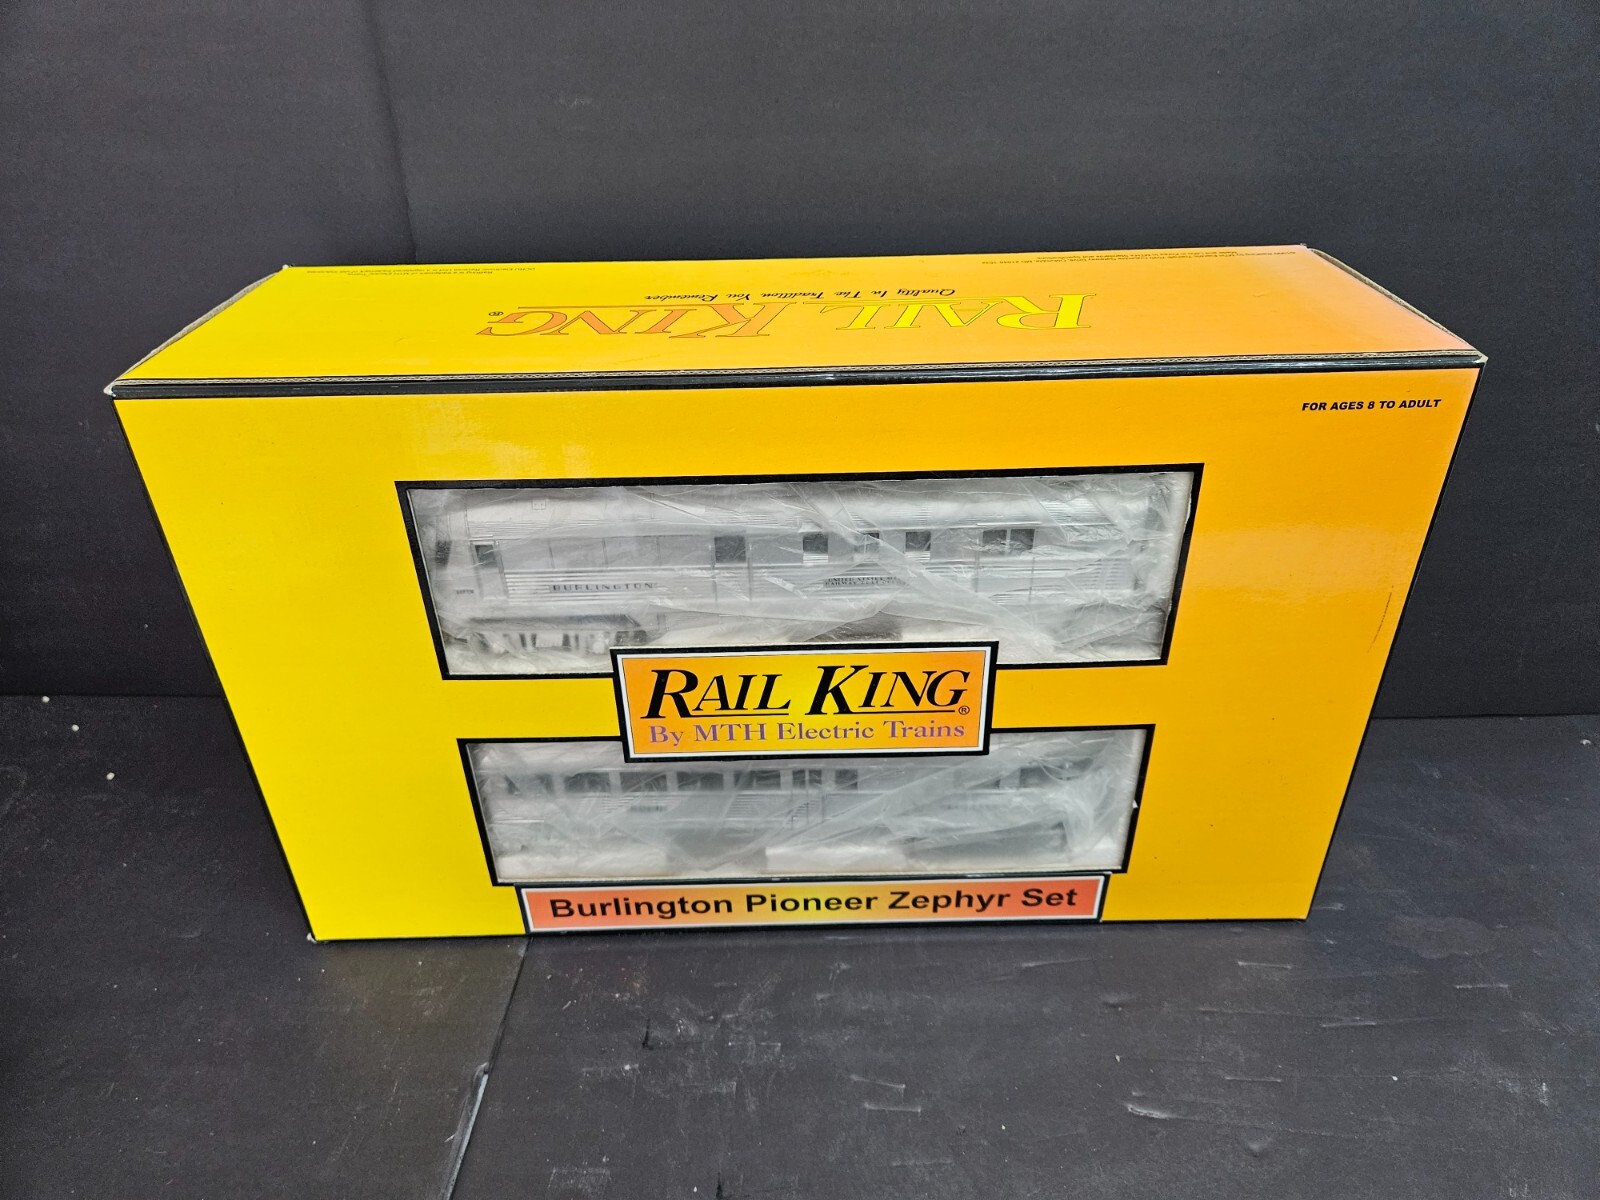 RAIL KING®
Quality In The Tradition You Remember
FOR AGES 8 TO ADULT
BURLINGTON
RAIL KING®
By MTH Electric Trains
Burlington Pioneer Zephyr Set